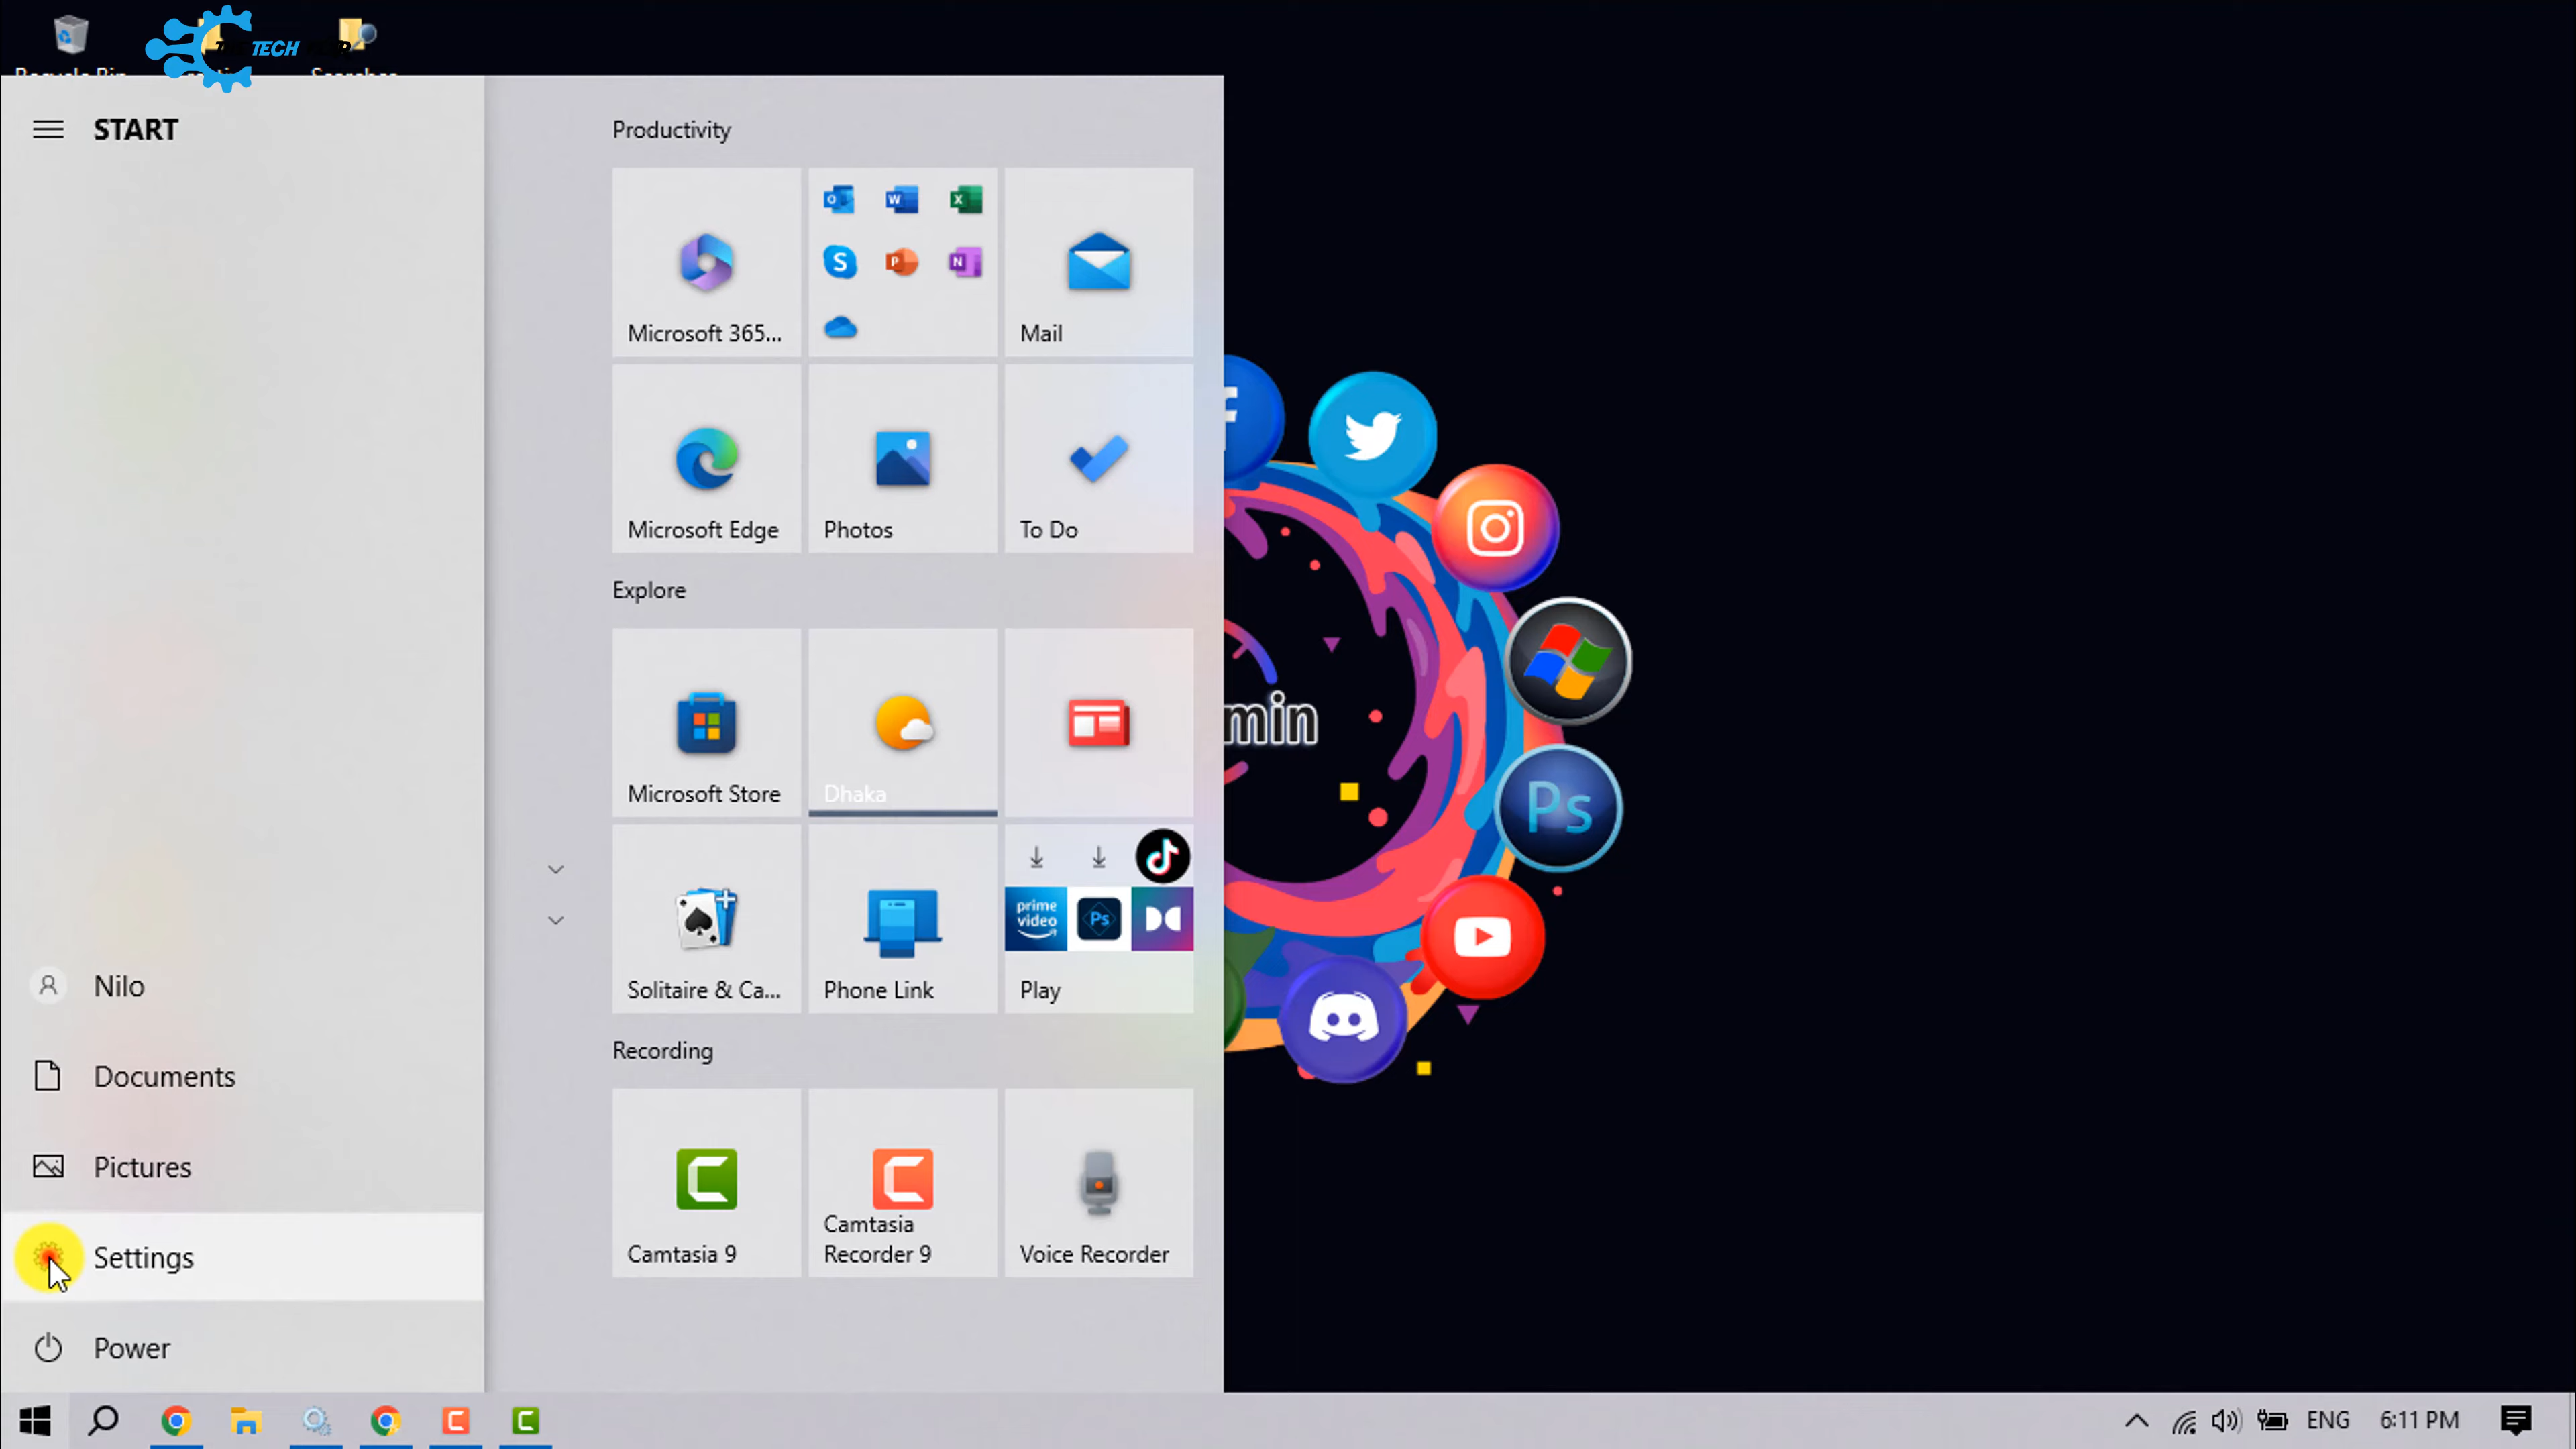 TECH
START
Productivity
Microsoft 365...
Mail
Microsoft Edge
Photos
To Do
Explore
Microsoft Store
Dhaka
prime video
Ps
Solitaire & Ca...
Phone Link
Play
Recording
Camtasia 9
Camtasia Recorder 9
Voice Recorder
Nilo
Documents
Pictures
Settings
Power
min
Ps
ENG
6:11 PM